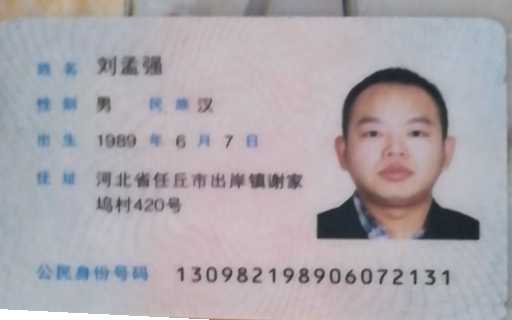 姓名 刘孟强
性别 男 民族 汉
出生 1989 年 6 月 7 日
住址 河北省任丘市出岸镇谢家
坞村420号
公民身份号码 130982198906072131